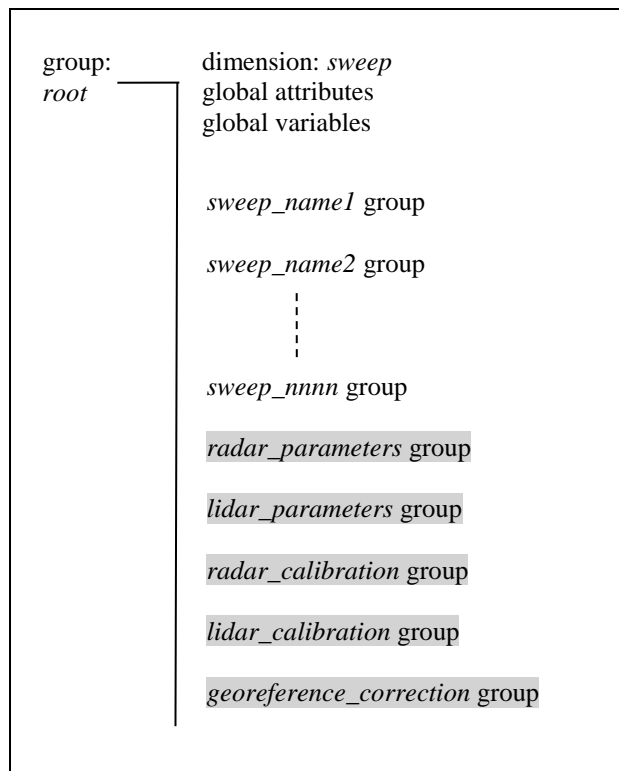 group:
root
dimension: sweep
global attributes
global variables
sweep_name1 group
sweep_name2 group
sweep_nnnn group
radar_parameters group
lidar_parameters group
radar_calibration group
lidar_calibration group
georeference_correction group